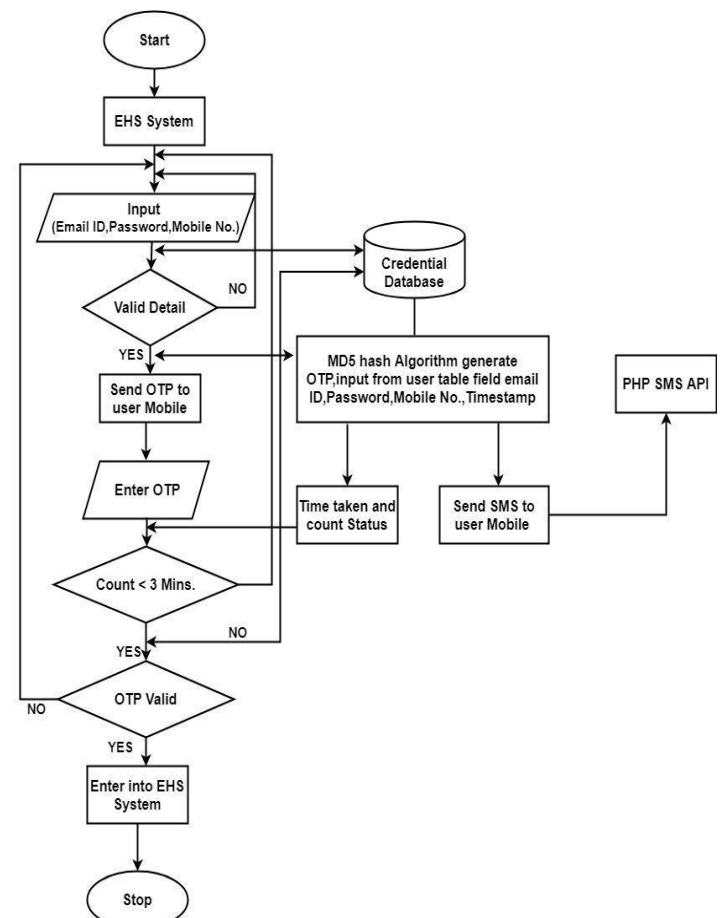 Start
EHS System
Input
(Email ID,Password,Mobile No.)
Credential
Database
NO
Valid Detail
YES
MD5 hash Algorithm generate
OTP,input from user table field email
ID,Password,Mobile No.,Timestamp
PHP SMS API
Send OTP to
user Mobile
Enter OTP
Time taken and
count Status
Send SMS to
user Mobile
Count < 3 Mins.
NO
YES
OTP Valid
NO
YES
Enter into EHS
System
Stop